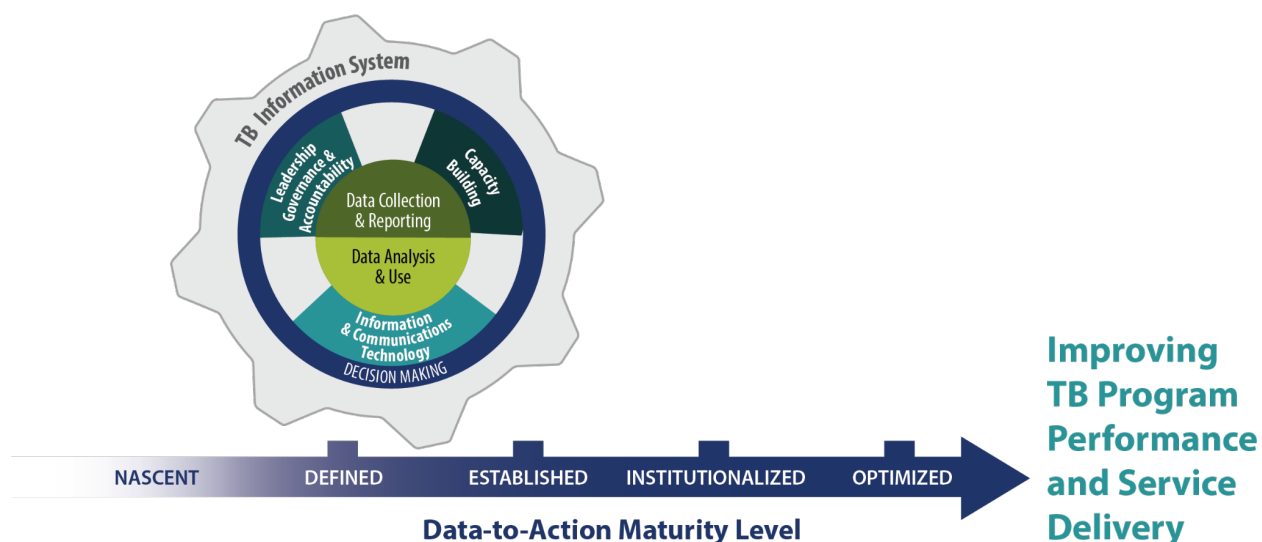 TB Information System
Leadership
Governance &
Accountability
Capacity
Building
Data Collection
& Reporting
Data Analysis
& Use
Information
& Communications
Technology
DECISION MAKING
NASCENT
DEFINED
ESTABLISHED
INSTITUTIONALIZED
OPTIMIZED
Data-to-Action Maturity Level
Improving
TB Program
Performance
and Service
Delivery